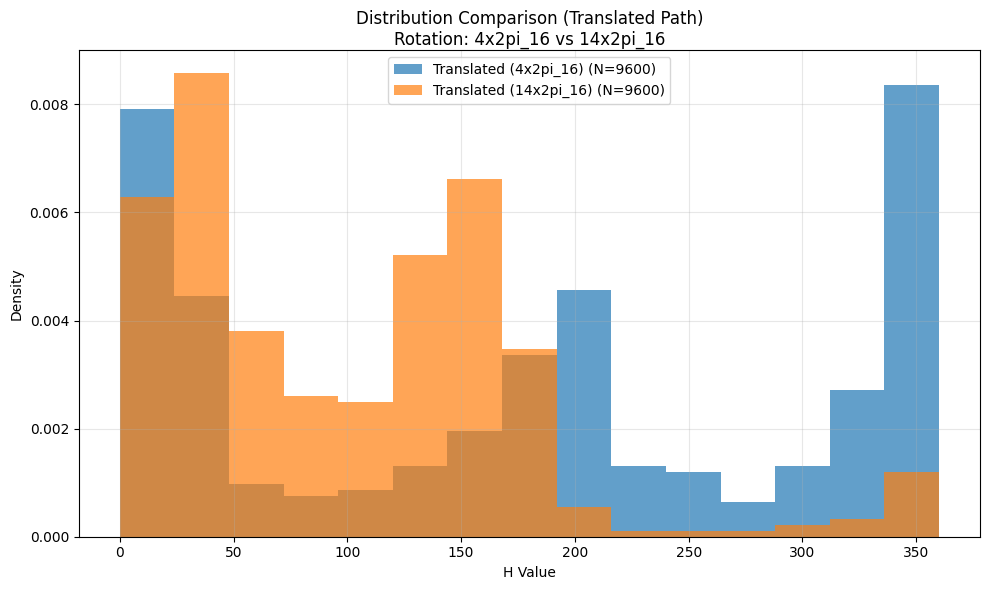 Distribution Comparison (Translated Path)
Rotation: 4x2pi_16 vs 14x2pi_16
Translated (4x2pi_16) (N=9600)
Translated (14x2pi_16) (N=9600)
Density
0.008
0.006
0.004
0.002
0.000
0 50 100 150 200 250 300 350
H Value